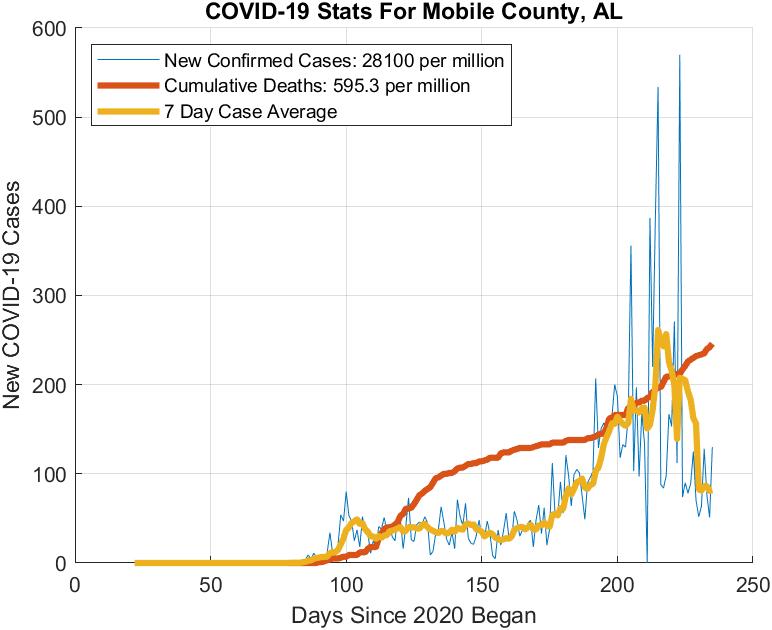 COVID-19 Stats For Mobile County, AL
600
New Confirmed Cases: 28100 per million
Cumulative Deaths: 595.3 per million
7 Day Case Average
500
400
300
200
100
0
New COVID-19 Cases
0 50 100 150 200 250
Days Since 2020 Began